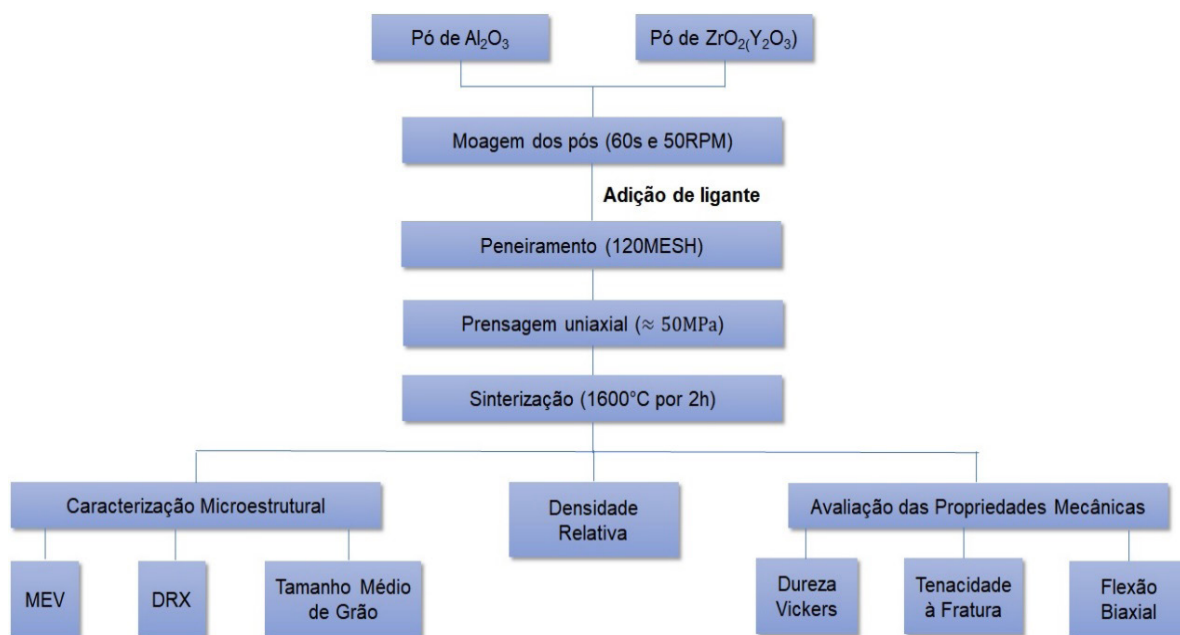 Pó de Al₂O₃
Pó de ZrO₂(Y₂O₃)
Moagem dos pós (60s e 50RPM)
Adição de ligante
Peneiramento (120MESH)
Prensagem uniaxial (≈ 50MPa)
Sinterização (1600°C por 2h)
Caracterização Microestrutural
Densidade
Relativa
Avaliação das Propriedades Mecânicas
MEV
DRX
Tamanho Médio
de Grão
Dureza
Vickers
Tenacidade
à Fratura
Flexão
Biaxial